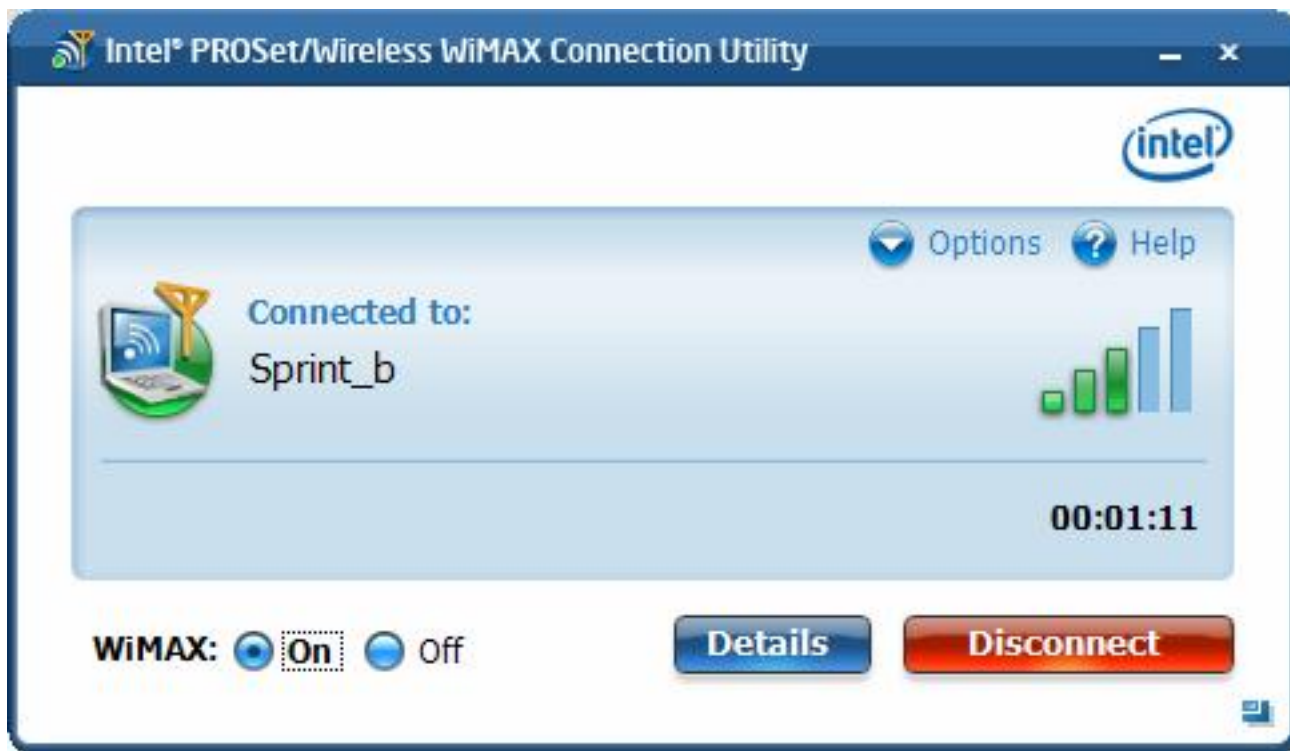 Intel® PROSet/Wireless WiMAX Connection Utility
intel
Options Help
Connected to:
Sprint_b
00:01:11
WiMAX: On Off Details Disconnect